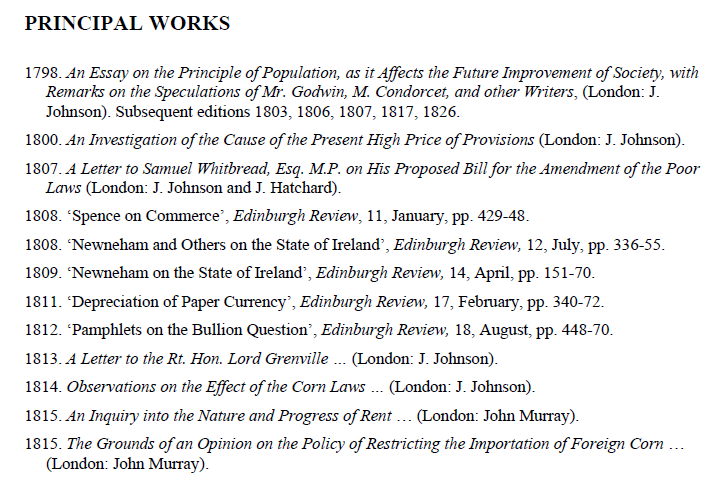 PRINCIPAL WORKS
1798. An Essay on the Principle of Population, as it Affects the Future Improvement of Society, with
Remarks on the Speculations of Mr. Godwin, M. Condorcet, and other Writers, (London: J.
Johnson). Subsequent editions 1803, 1806, 1807, 1817, 1826.
1800. An Investigation of the Cause of the Present High Price of Provisions (London: J. Johnson).
1807. A Letter to Samuel Whitbread, Esq. M.P. on His Proposed Bill for the Amendment of the Poor
Laws (London: J. Johnson and J. Hatchard).
1808. ‘Spence on Commerce’, Edinburgh Review, 11, January, pp. 429-48.
1808. ‘Newneham and Others on the State of Ireland’, Edinburgh Review, 12, July, pp. 336-55.
1809. ‘Newneham on the State of Ireland’, Edinburgh Review, 14, April, pp. 151-70.
1811. ‘Depreciation of Paper Currency’, Edinburgh Review, 17, February, pp. 340-72.
1812. ‘Pamphlets on the Bullion Question’, Edinburgh Review, 18, August, pp. 448-70.
1813. A Letter to the Rt. Hon. Lord Grenville … (London: J. Johnson).
1814. Observations on the Effect of the Corn Laws … (London: J. Johnson).
1815. An Inquiry into the Nature and Progress of Rent … (London: John Murray).
1815. The Grounds of an Opinion on the Policy of Restricting the Importation of Foreign Corn …
(London: John Murray).